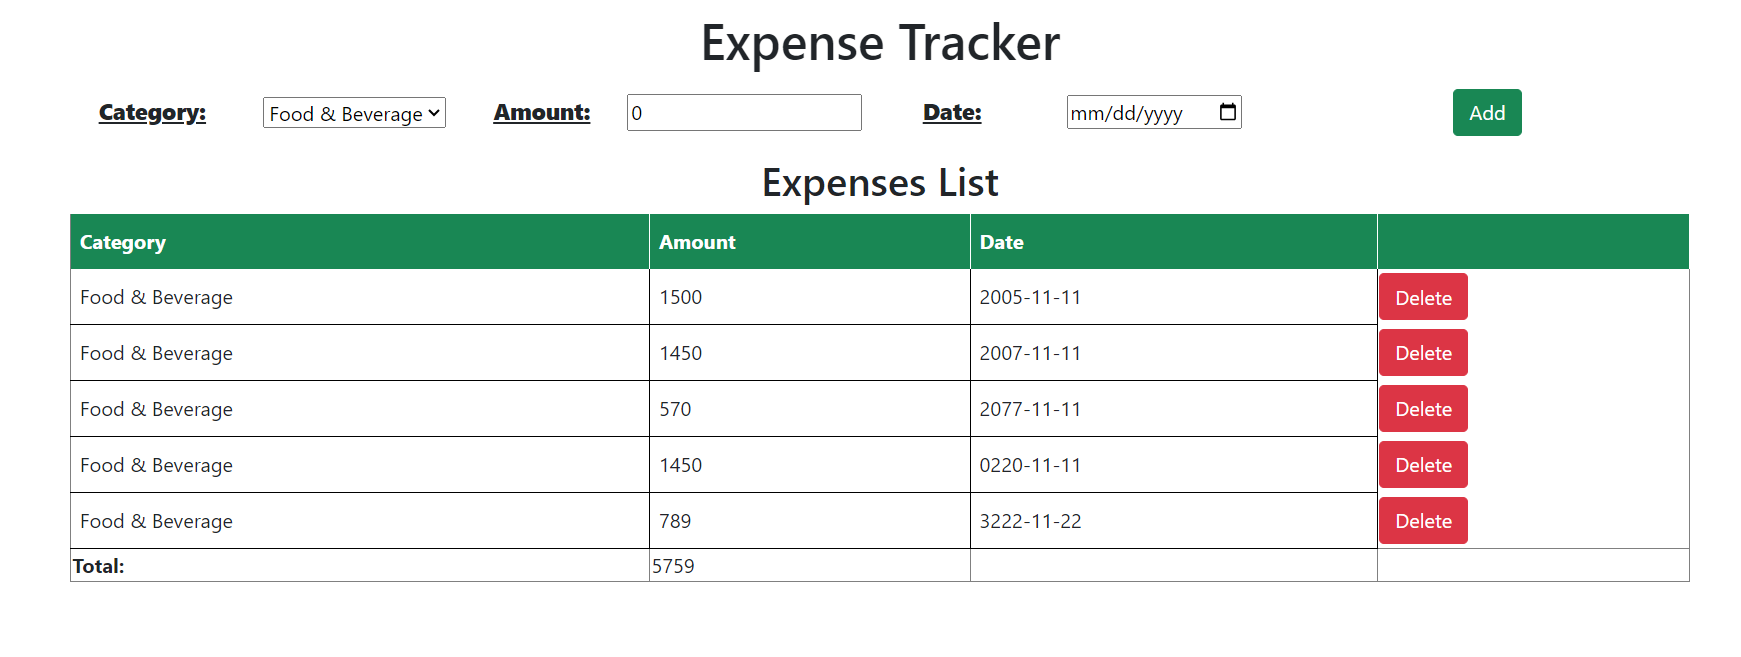 Expense Tracker
Category: Food & Beverage Amount: 0 Date: mm/dd/yyyy Add
Expenses List
Category Amount Date
Food & Beverage 1500 2005-11-11 Delete
Food & Beverage 1450 2007-11-11 Delete
Food & Beverage 570 2077-11-11 Delete
Food & Beverage 1450 0220-11-11 Delete
Food & Beverage 789 3222-11-22 Delete
Total: 5759